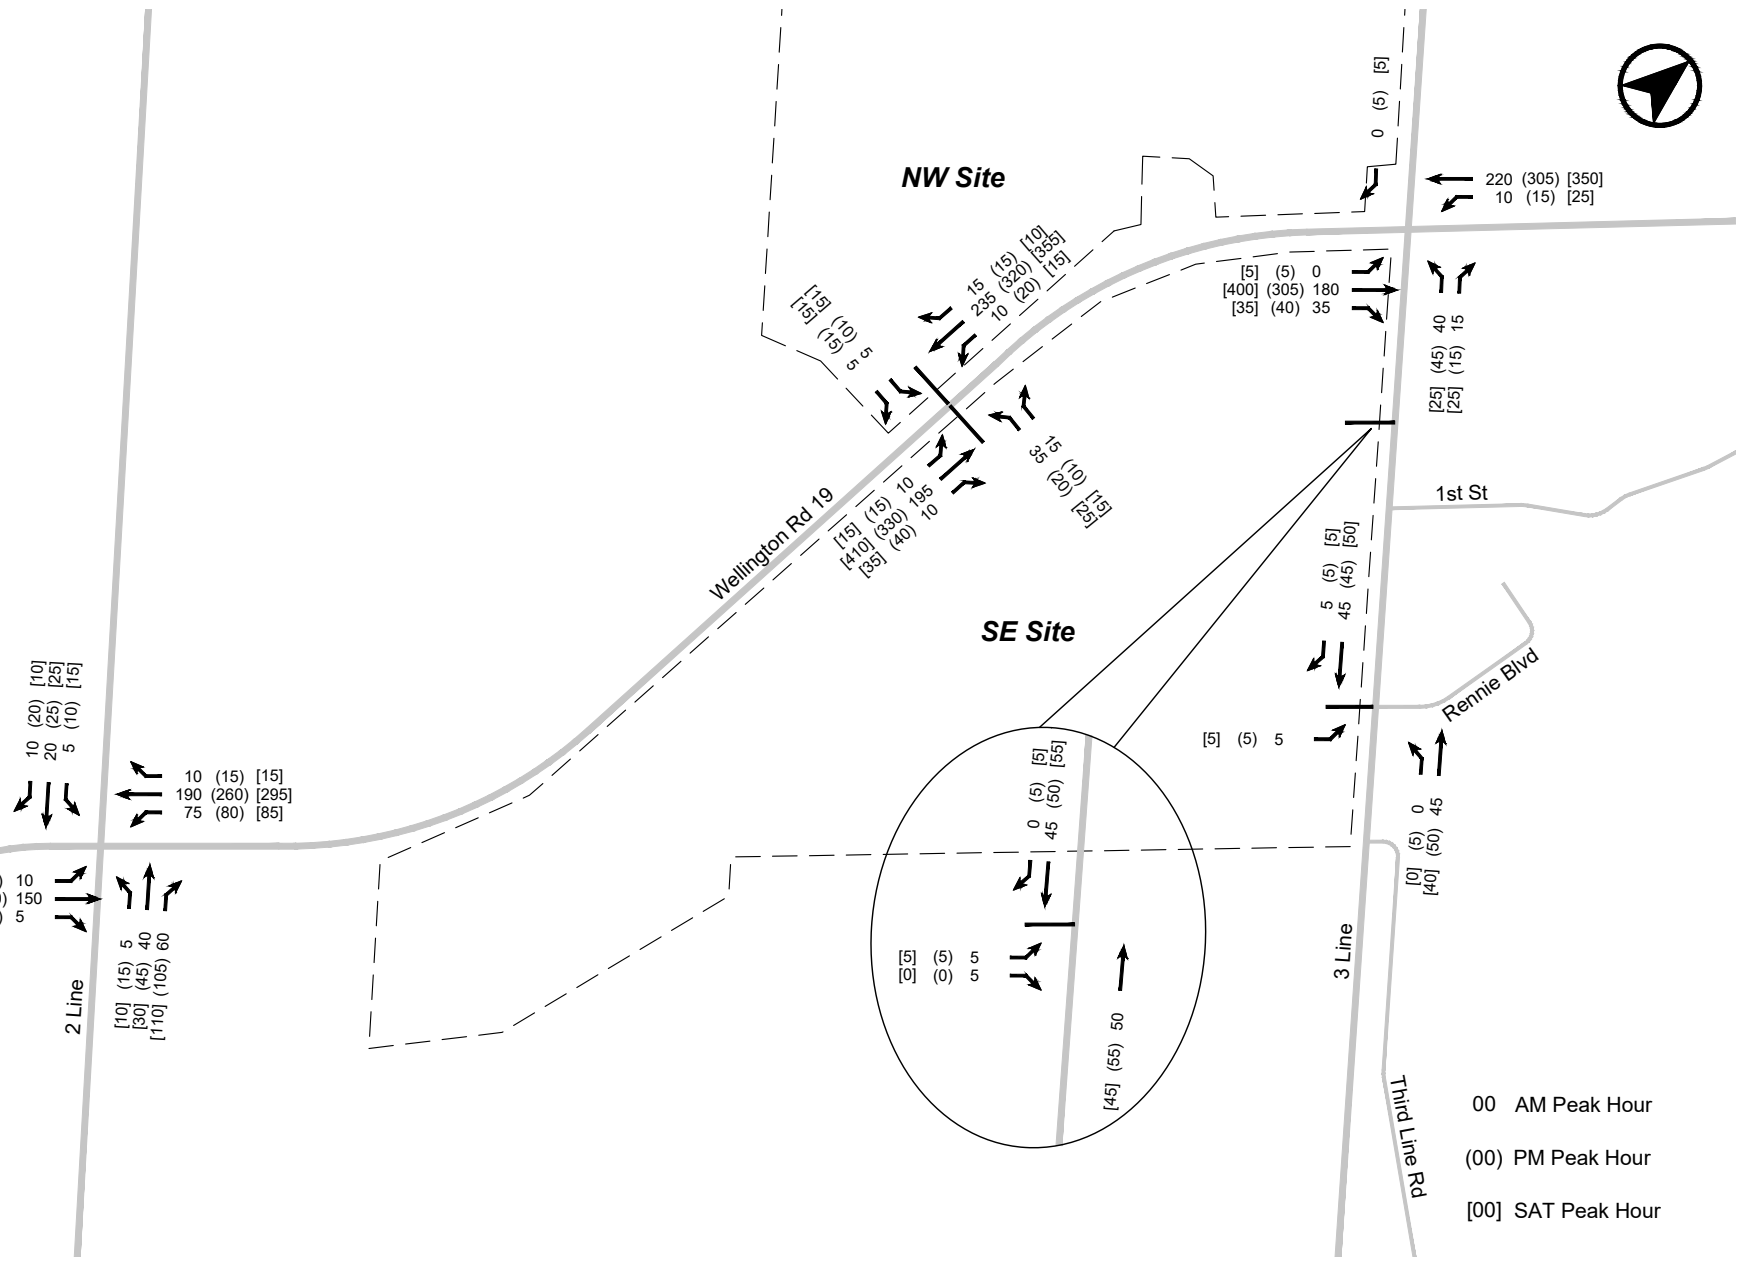 0 (5) [5]
NW Site
220 (305) [350]
10 (15) [25]
15 (15) [10]
235 (320) [355]
10 (20) [15]
[15] (10) 5
[15] (15) 5
[5] (5) 0
[400] (305) 180
[35] (40) 35
[25] (45) 40
[25] (15) 15
15 (10) [15]
35 (20) [25]
[15] (15) 10
[410] (330) 195
[35] (40) 10
Wellington Rd 19
1st St
5 (5) [5]
45 (45) [50]
SE Site
Rennie Blvd
[5] (5) 5
[0] (5) 0
[40] (50) 45
10 (20) [10]
20 (25) [25]
5 (10) [15]
10 (15) [15]
190 (260) [295]
75 (80) [85]
) 10
) 150
) 5
[10] (15) 5
[30] (45) 40
[110] (105) 60
2 Line
0 (5) [5]
45 (50) [55]
[5] (5) 5
[0] (0) 5
[45] (55) 50
3 Line
Third Line Rd
00 AM Peak Hour
(00) PM Peak Hour
[00] SAT Peak Hour